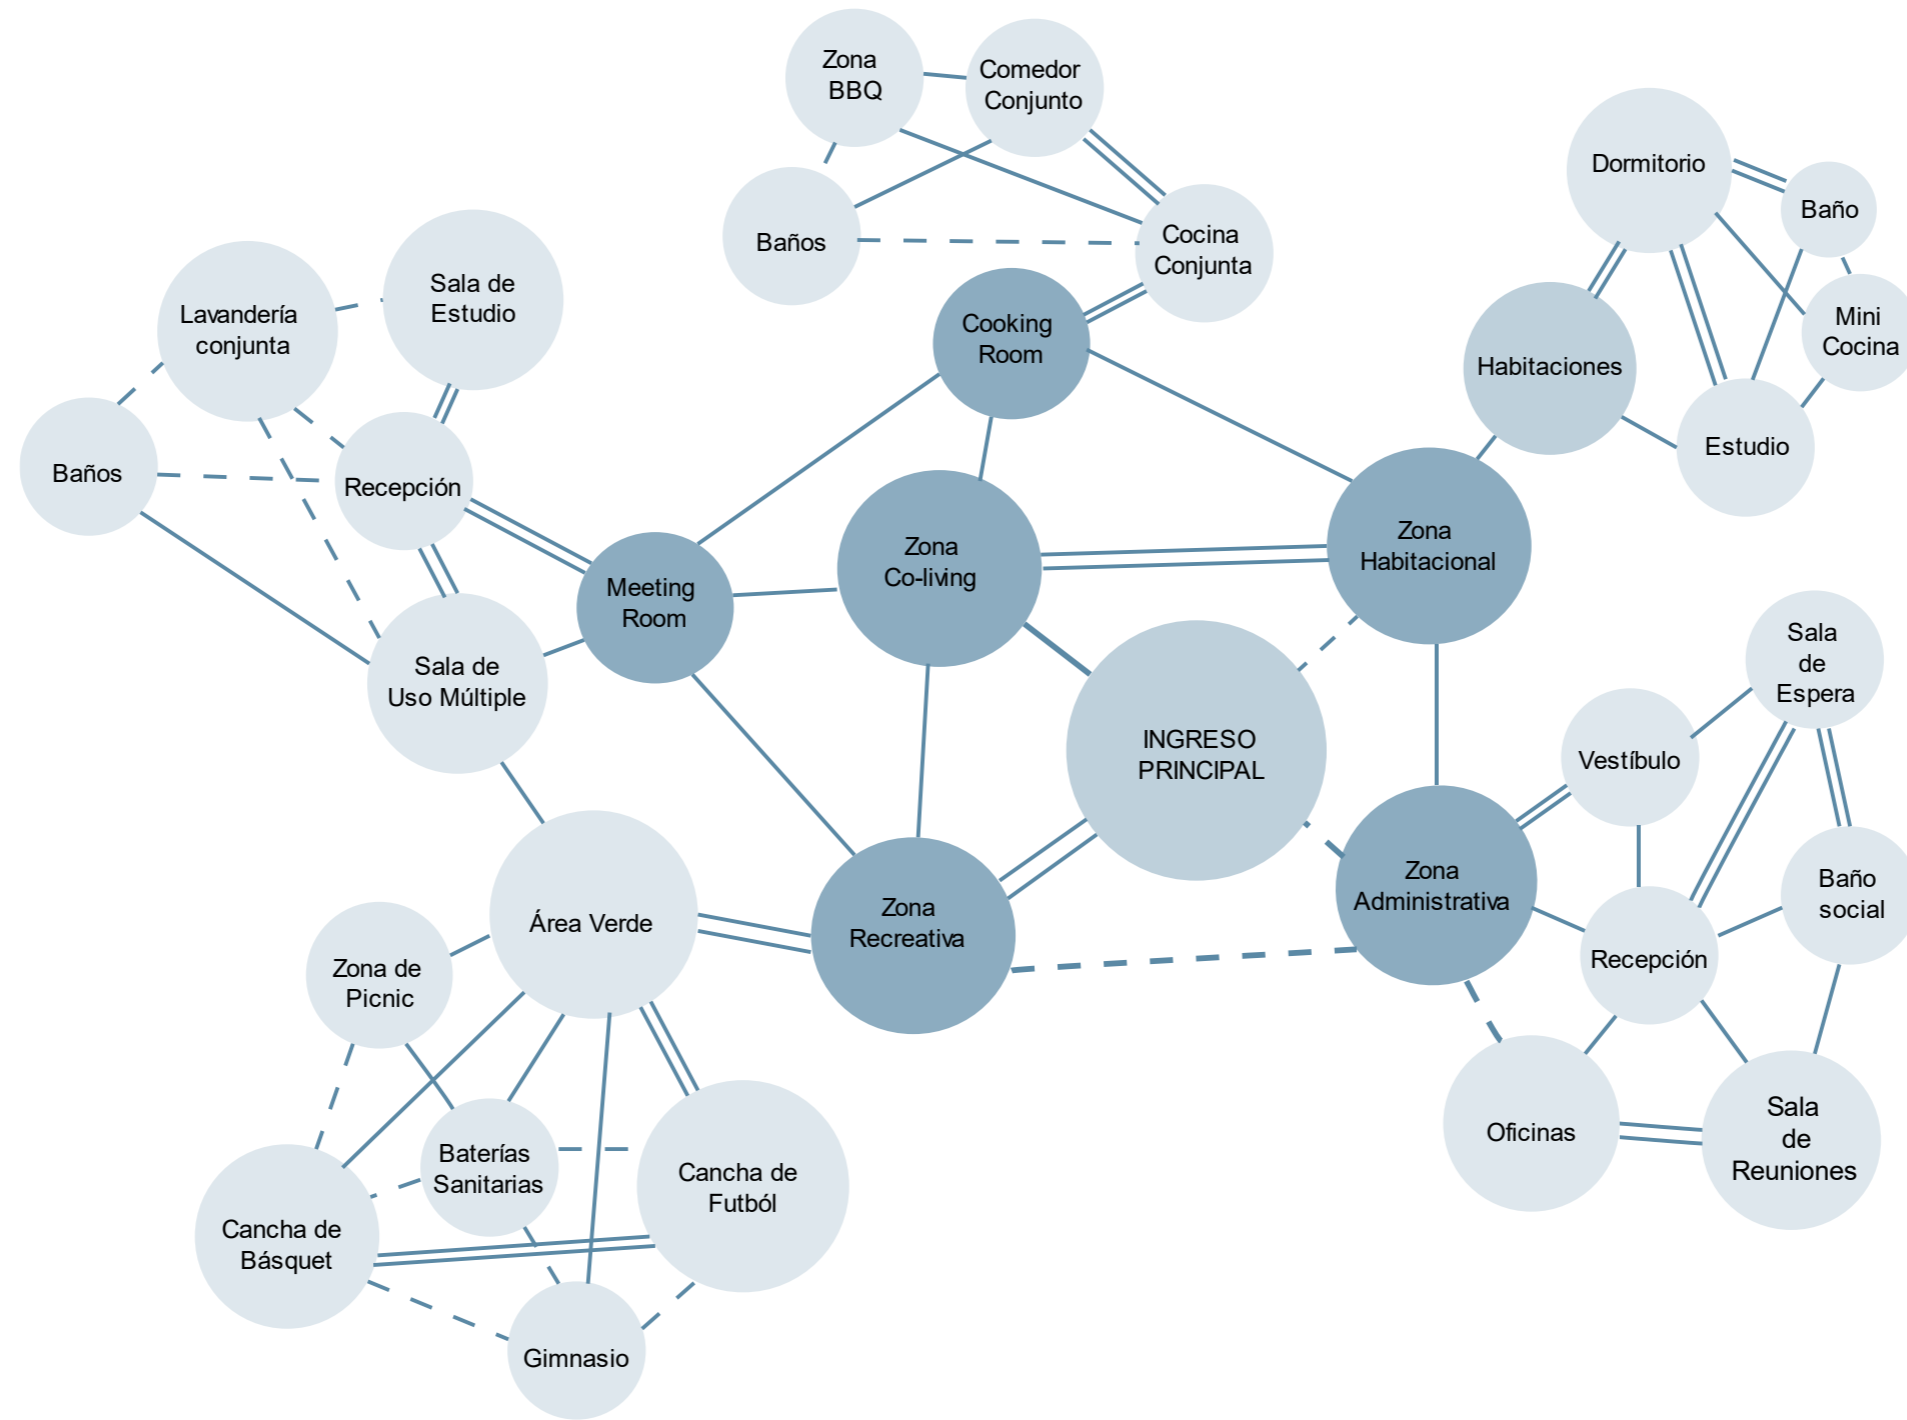 Zona
BBQ
Comedor
Conjunto
Baños
Cocina
Conjunta
Cooking
Room
Dormitorio
Baño
Mini
Cocina
Habitaciones
Estudio
Lavandería
conjunta
Sala de
Estudio
Baños
Recepción
Sala de
Uso Múltiple
Meeting
Room
Zona
Co-living
Zona
Habitacional
INGRESO
PRINCIPAL
Sala
de
Espera
Vestíbulo
Zona
Administrativa
Baño
social
Recepción
Oficinas
Sala
de
Reuniones
Zona
Recreativa
Área Verde
Zona de
Picnic
Baterías
Sanitarias
Cancha de
Futból
Cancha de
Básquet
Gimnasio